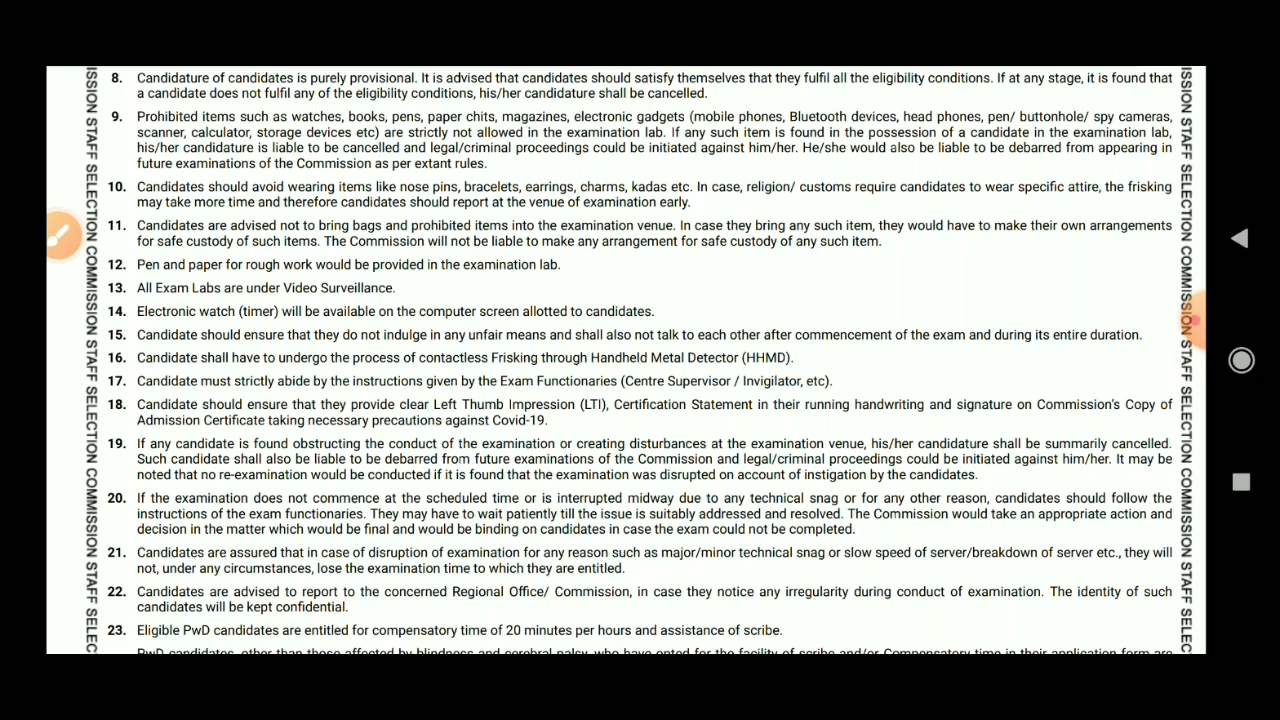 8. Candidature of candidates is purely provisional. It is advised that candidates should satisfy themselves that they fulfil all the eligibility conditions. If at any stage, it is found that
a candidate does not fulfil any of the eligibility conditions, his/her candidature shall be cancelled.
9. Prohibited items such as watches, books, pens, paper chits, magazines, electronic gadgets (mobile phones, Bluetooth devices, head phones, pen/ buttonhole/ spy cameras,
scanner, calculator, storage devices etc) are strictly not allowed in the examination lab. If any such item is found in the possession of a candidate in the examination lab,
his/her candidature is liable to be cancelled and legal/criminal proceedings could be initiated against him/her. He/she would also be liable to be debarred from appearing in
future examinations of the Commission as per extant rules.
10. Candidates should avoid wearing items like nose pins, bracelets, earrings, charms, kadas etc. In case, religion/ customs require candidates to wear specific attire, the frisking
may take more time and therefore candidates should report at the venue of examination early.
11. Candidates are advised not to bring bags and prohibited items into the examination venue. In case they bring any such item, they would have to make their own arrangements
for safe custody of such items. The Commission will not be liable to make any arrangement for safe custody of any such item.
12. Pen and paper for rough work would be provided in the examination lab.
13. All Exam Labs are under Video Surveillance.
14. Electronic watch (timer) will be available on the computer screen allotted to candidates.
15. Candidate should ensure that they do not indulge in any unfair means and shall also not talk to each other after commencement of the exam and during its entire duration.
16. Candidate shall have to undergo the process of contactless Frisking through Handheld Metal Detector (HHMD).
17. Candidate must strictly abide by the instructions given by the Exam Functionaries (Centre Supervisor / Invigilator, etc).
18. Candidate should ensure that they provide clear Left Thumb Impression (LTI), Certification Statement in their running handwriting and signature on Commission's Copy of
Admission Certificate taking necessary precautions against Covid-19.
19. If any candidate is found obstructing the conduct of the examination or creating disturbances at the examination venue, his/her candidature shall be summarily cancelled.
Such candidate shall also be liable to be debarred from future examinations of the Commission and legal/criminal proceedings could be initiated against him/her. It may be
noted that no re-examination would be conducted if it is found that the examination was disrupted on account of instigation by the candidates.
20. If the examination does not commence at the scheduled time or is interrupted midway due to any technical snag or for any other reason, candidates should follow the
instructions of the exam functionaries. They may have to wait patiently till the issue is suitably addressed and resolved. The Commission would take an appropriate action and
decision in the matter which would be final and would be binding on candidates in case the exam could not be completed.
21. Candidates are assured that in case of disruption of examination for any reason such as major/minor technical snag or slow speed of server/breakdown of server etc., they will
not, under any circumstances, lose the examination time to which they are entitled.
22. Candidates are advised to report to the concerned Regional Office/ Commission, in case they notice any irregularity during conduct of examination. The identity of such
candidates will be kept confidential.
23. Eligible PwD candidates are entitled for compensatory time of 20 minutes per hours and assistance of scribe.
PwD candidates, other than those affected by blindness and cerebral palsy, who have opted for the facility of scribe and/or Compensatory time in their application form are
ISSION STAFF SELECTION COMMISSION STAFF SELECTION COMMISSION STAFF SELEC
ISSION STAFF SELECTION COMMISSION STAFF SELECTION COMMISSION STAFF SELEC